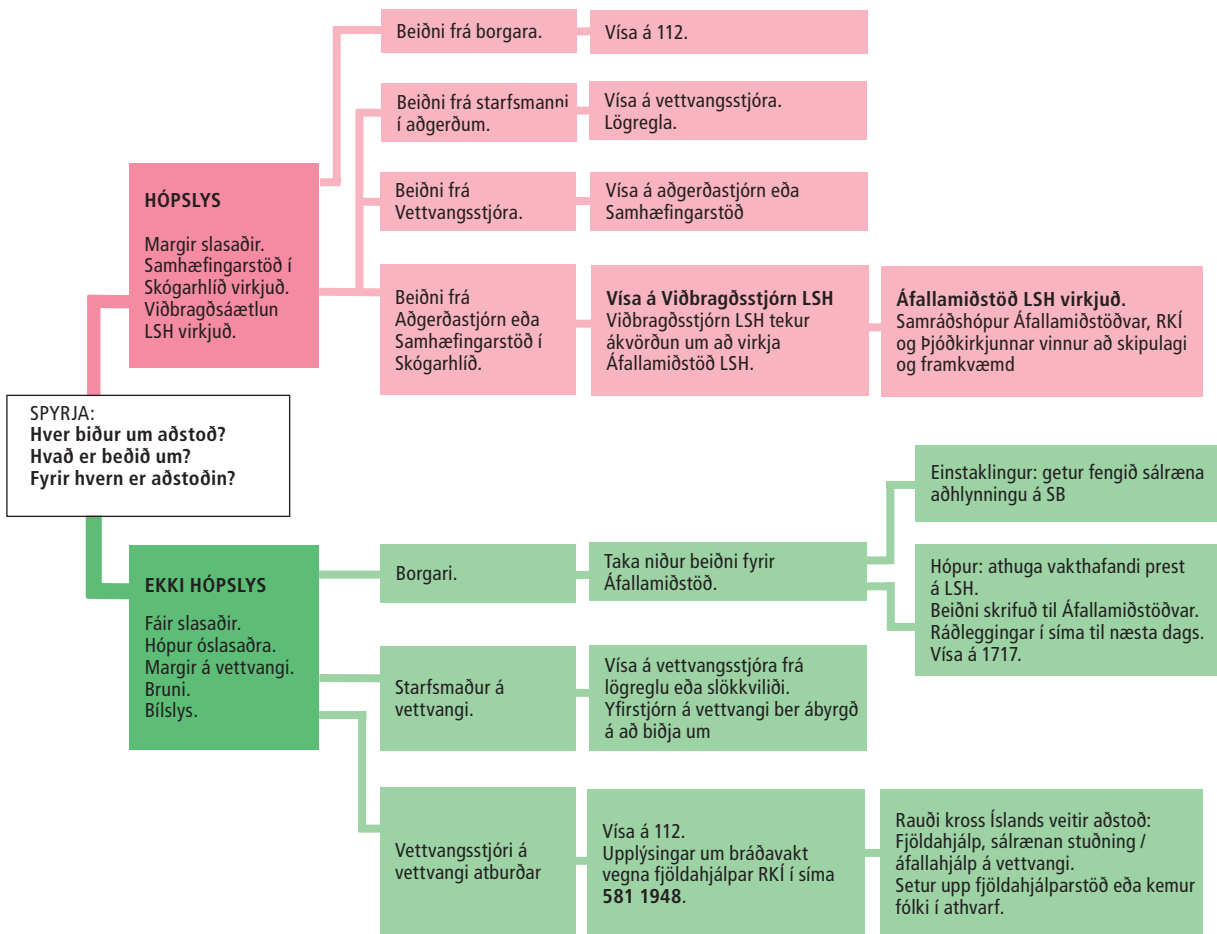 Beiðni frá borgara.
Vísa á 112.
Beiðni frá starfsmanni
í aðgerðum.
Vísa á vettvangsstjóra.
Lögregla.
HÓPSLYS
Margir slasaðir.
Samhæfingarstöð í
Skógarhlíð virkjuð.
Viðbragðsáætlun
LSH virkjuð.
Beiðni frá
Vettvangsstjóra.
Vísa á aðgerðastjórn eða
Samhæfingarstöð
Beiðni frá
Aðgerðastjórn eða
Samhæfingarstöð í
Skógarhlíð.
Vísa á Viðbragðsstjórn LSH
Viðbragðsstjórn LSH tekur
ákvörðun um að virkja
Áfallamiðstöð LSH.
Áfallamiðstöð LSH virkjuð.
Samráðshópur Áfallamiðstöðvar, RKÍ
og Þjóðkirkjunnar vinnur að skipulagi
og framkvæmd
SPYRJA:
Hver biður um aðstoð?
Hvað er beðið um?
Fyrir hvern er aðstoðin?
EKKI HÓPSLYS
Fáir slasaðir.
Hópur óslasaðra.
Margir á vettvangi.
Bruni.
Bílslys.
Borgari.
Taka niður beiðni fyrir
Áfallamiðstöð.
Einstaklingur: getur fengið sálræna
aðhlynningu á SB
Hópur: athuga vakthafandi prest
á LSH.
Beiðni skrifuð til Áfallamiðstöðvar.
Ráðleggingar í síma til næsta dags.
Vísa á 1717.
Starfsmaður á
vettvangi.
Vísa á vettvangsstjóra frá
lögreglu eða slökkviliði.
Yfirstjórn á vettvangi ber ábyrgð
á að biðja um
Vettvangsstjóri á
vettvangi atburðar
Vísa á 112.
Upplýsingar um bráðavakt
vegna fjöldahjálpar RKÍ í síma
581 1948.
Rauði kross Íslands veitir aðstoð:
Fjöldahjálp, sálrænan stuðning /
áfallahjálp á vettvangi.
Setur upp fjöldahjálparstöð eða kemur
fólki í athvarf.